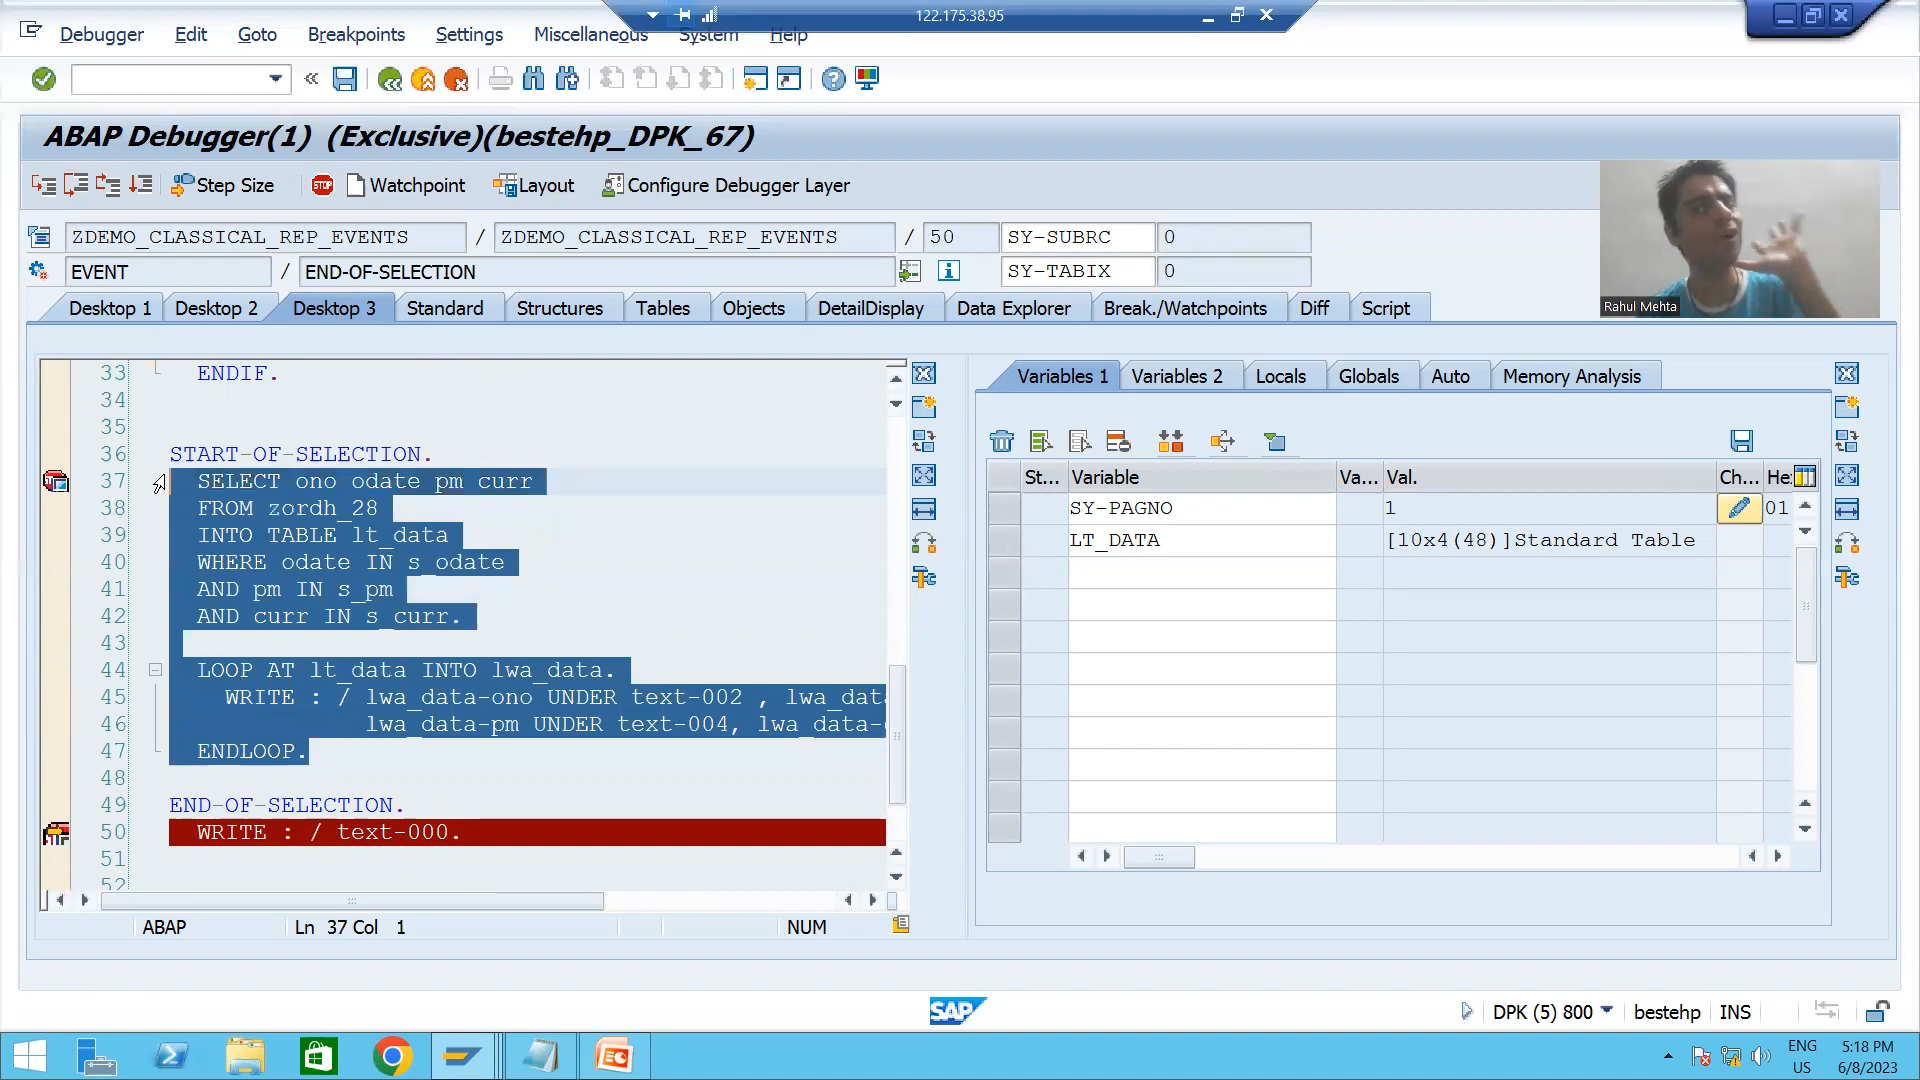 122.175.38.95
Debugger Edit Goto Breakpoints Settings Miscellaneous System Help
ABAP Debugger(1) (Exclusive)(bestehp_DPK_67)
Step Size STOP Watchpoint Layout Configure Debugger Layer
ZDEMO_CLASSICAL_REP_EVENTS / ZDEMO_CLASSICAL_REP_EVENTS / 50 SY-SUBRC 0
EVENT / END-OF-SELECTION SY-TABIX 0
Rahul Mehta
Desktop 1 Desktop 2 Desktop 3 Standard Structures Tables Objects DetailDisplay Data Explorer Break./Watchpoints Diff Script
Variables 1 Variables 2 Locals Globals Auto Memory Analysis
St... Variable Va... Val. Ch... He
SY-PAGNO 1 01
LT_DATA [10x4(48)]Standard Table
33 ENDIF.
34
35
36 START-OF-SELECTION.
37 SELECT ono odate pm curr
38 FROM zordh_28
39 INTO TABLE lt_data
40 WHERE odate IN s_odate
41 AND pm IN s_pm
42 AND curr IN s_curr.
43
44 LOOP AT lt_data INTO lwa_data.
45 WRITE : / lwa_data-ono UNDER text-002 , lwa_dat
46 lwa_data-pm UNDER text-004, lwa_data-
47 ENDLOOP.
48
49 END-OF-SELECTION.
50 WRITE : / text-000.
51
52
ABAP Ln 37 Col 1 NUM
SAP DPK (5) 800 bestehp INS
ENG 5:18 PM
US 6/8/2023